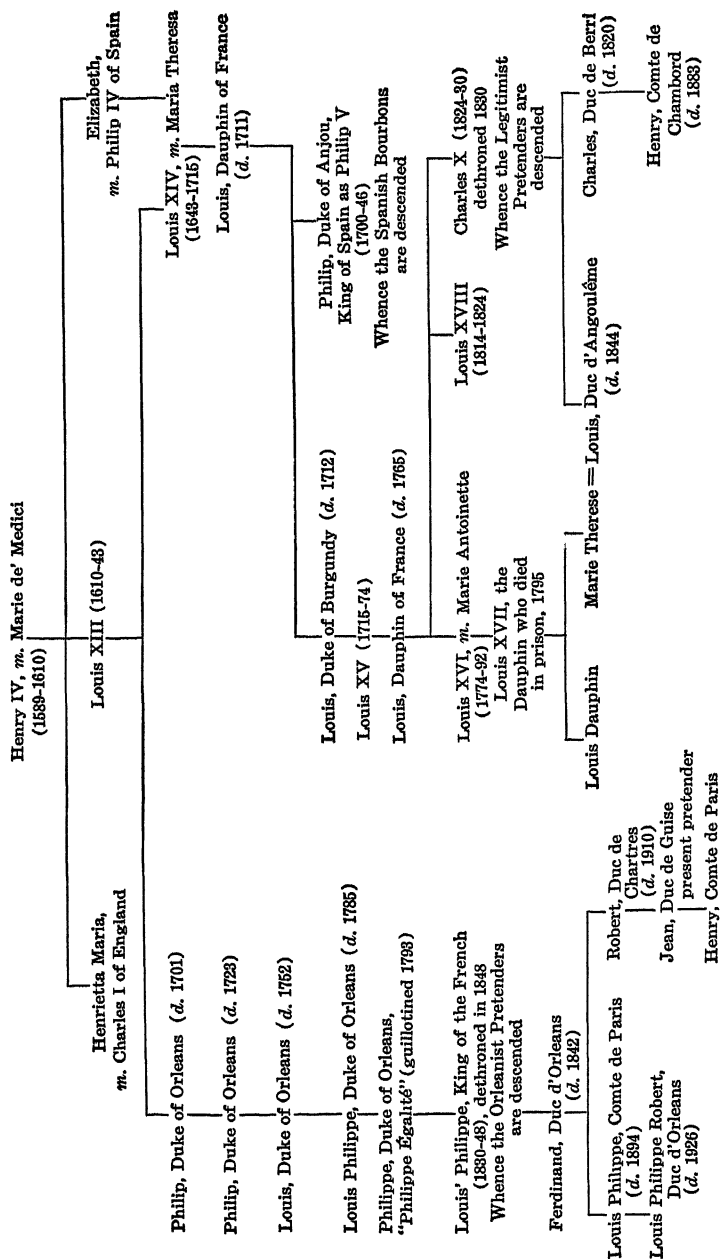 Henry IV, m. Marie de' Medici
(1589-1610)
Henrietta Maria,
m. Charles I of England
Louis XIII (1610-43)
Elizabeth,
m. Philip IV of Spain
Philip, Duke of Orleans (d. 1701)
Louis XIV, m. Maria Theresa
(1643-1715)
Philip, Duke of Orleans (d. 1723)
Louis, Dauphin of France
(d. 1711)
Louis, Duke of Orleans (d. 1752)
Louis, Duke of Burgundy (d. 1712)
Philip, Duke of Anjou,
King of Spain as Philip V
(1700-46)
Whence the Spanish Bourbons
are descended
Louis XV (1715-74)
Louis Philippe, Duke of Orleans (d. 1785)
Louis, Dauphin of France (d. 1765)
Philippe, Duke of Orleans,
"Philippe Égalité" (guillotined 1793)
Louis' Philippe, King of the French
(1830-48), dethroned in 1848
Whence the Orleanist Pretenders
are descended
Louis XVI, m. Marie Antoinette
(1774-92)
Louis XVII, the
Dauphin who died
in prison, 1795
Louis XVIII
(1814-1824)
Charles X (1824-30)
dethroned 1830
Whence the Legitimist
Pretenders are
descended
Ferdinand, Duc d'Orleans
(d. 1842)
Louis Dauphin
Marie Therese = Louis, Duc d'Angoulême
(d. 1844)
Charles, Duc de Berri
(d. 1820)
Louis Philippe, Comte de Paris
(d. 1894)
Robert, Duc de
Chartres
(d. 1910)
Henry, Comte de
Chambord
(d. 1883)
Louis Philippe Robert,
Duc d'Orleans
(d. 1926)
Jean, Duc de Guise
present pretender
Henry, Comte de Paris